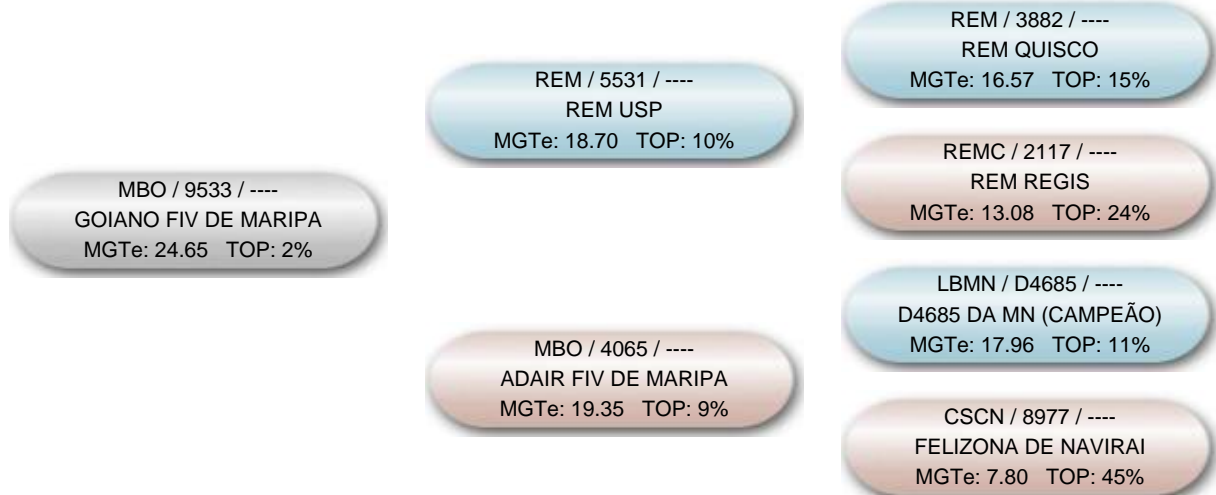 MBO / 9533 / ----
GOIANO FIV DE MARIPA
MGTe: 24.65 TOP: 2%
REM / 5531 / ----
REM USP
MGTe: 18.70 TOP: 10%
MBO / 4065 / ----
ADAIR FIV DE MARIPA
MGTe: 19.35 TOP: 9%
REM / 3882 / ----
REM QUISCO
MGTe: 16.57 TOP: 15%
REMC / 2117 / ----
REM REGIS
MGTe: 13.08 TOP: 24%
LBMN / D4685 / ----
D4685 DA MN (CAMPEÃO)
MGTe: 17.96 TOP: 11%
CSCN / 8977 / ----
FELIZONA DE NAVIRAI
MGTe: 7.80 TOP: 45%